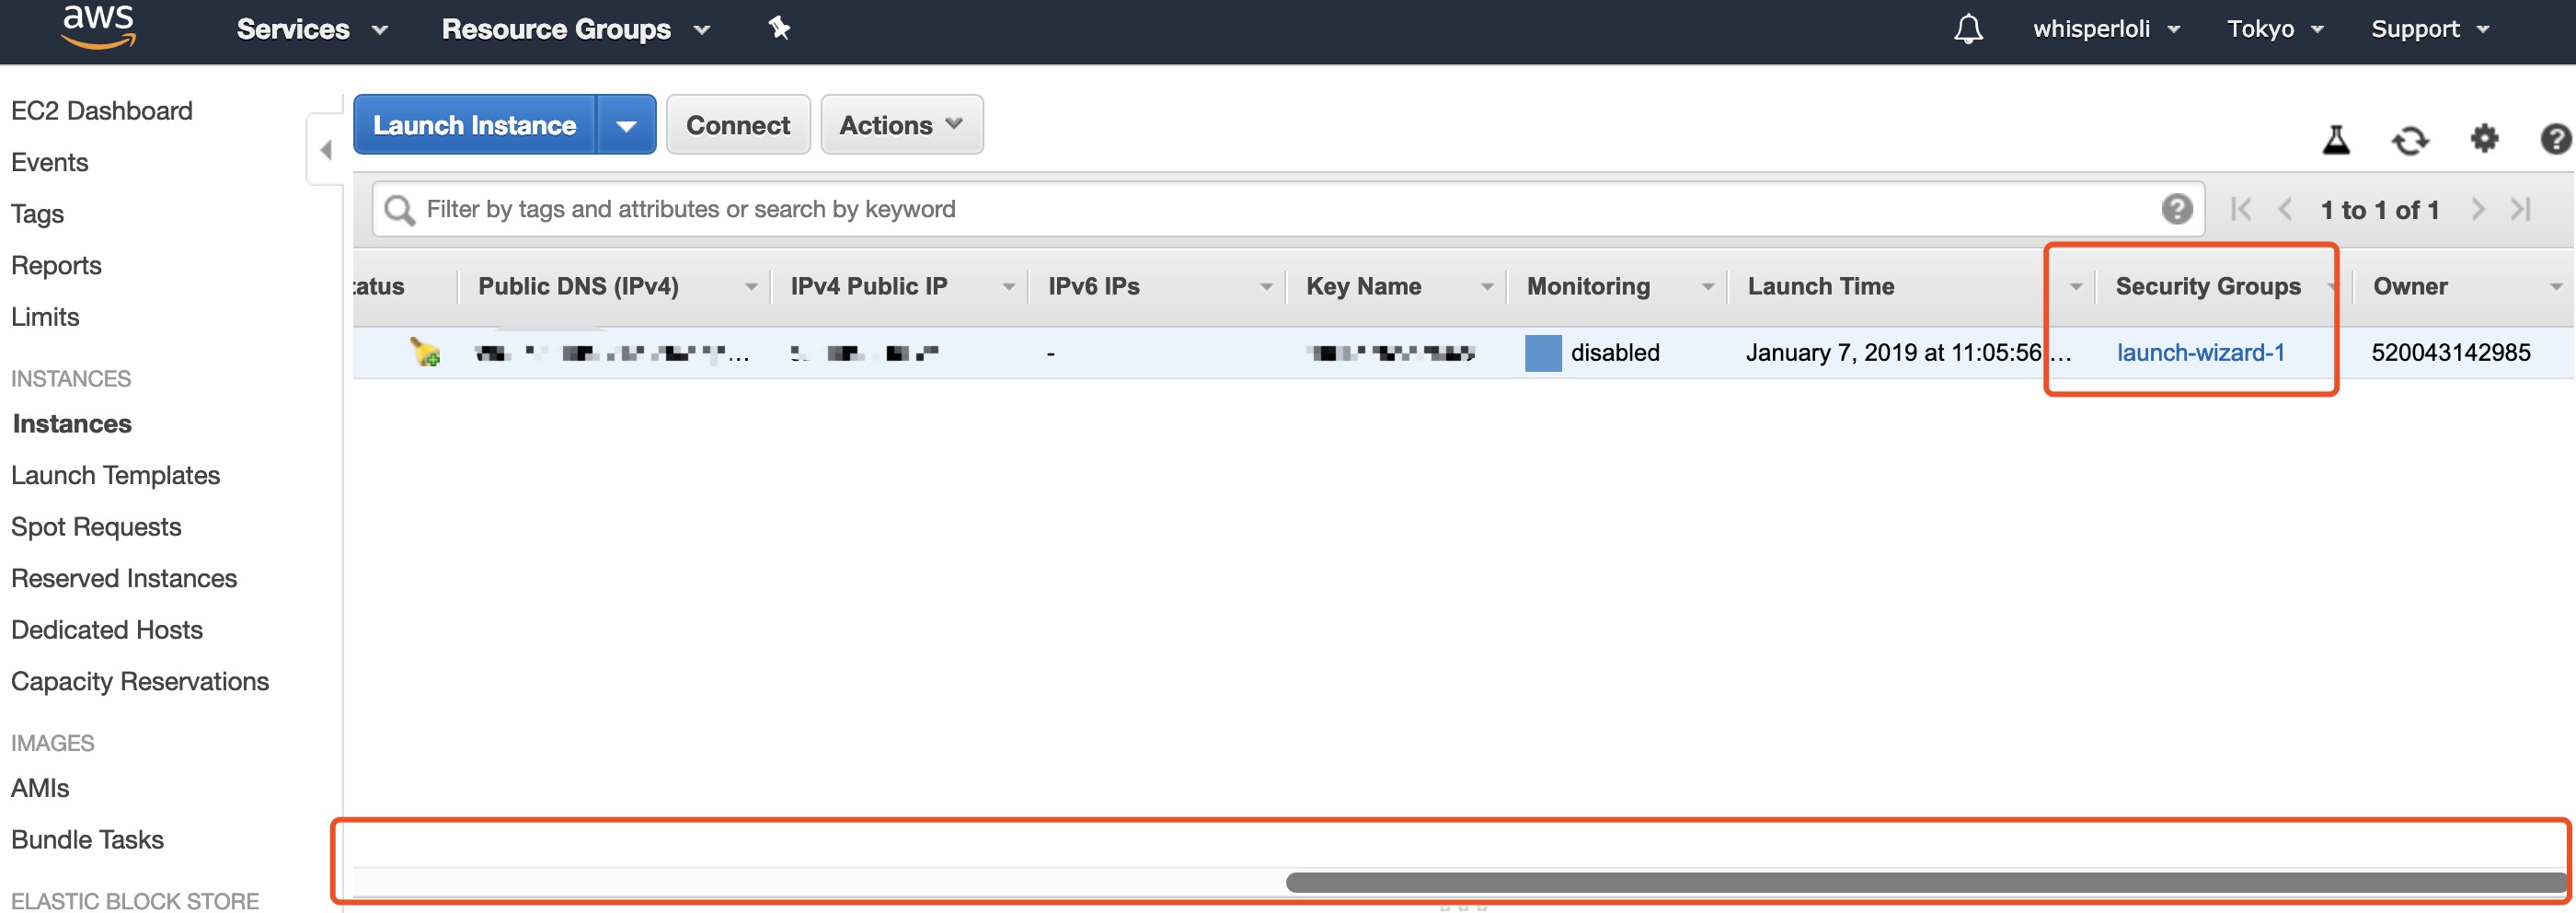 aws Services Resource Groups whisperloli Tokyo Support
EC2 Dashboard
Events
Tags
Reports
Limits
INSTANCES
Instances
Launch Templates
Spot Requests
Reserved Instances
Dedicated Hosts
Capacity Reservations
IMAGES
AMIs
Bundle Tasks
ELASTIC BLOCK STORE
Launch Instance Connect Actions
Filter by tags and attributes or search by keyword ? 1 to 1 of 1
tatus Public DNS (IPv4) IPv4 Public IP IPv6 IPs Key Name Monitoring Launch Time Security Groups Owner
... - disabled January 7, 2019 at 11:05:56 ... launch-wizard-1 520043142985